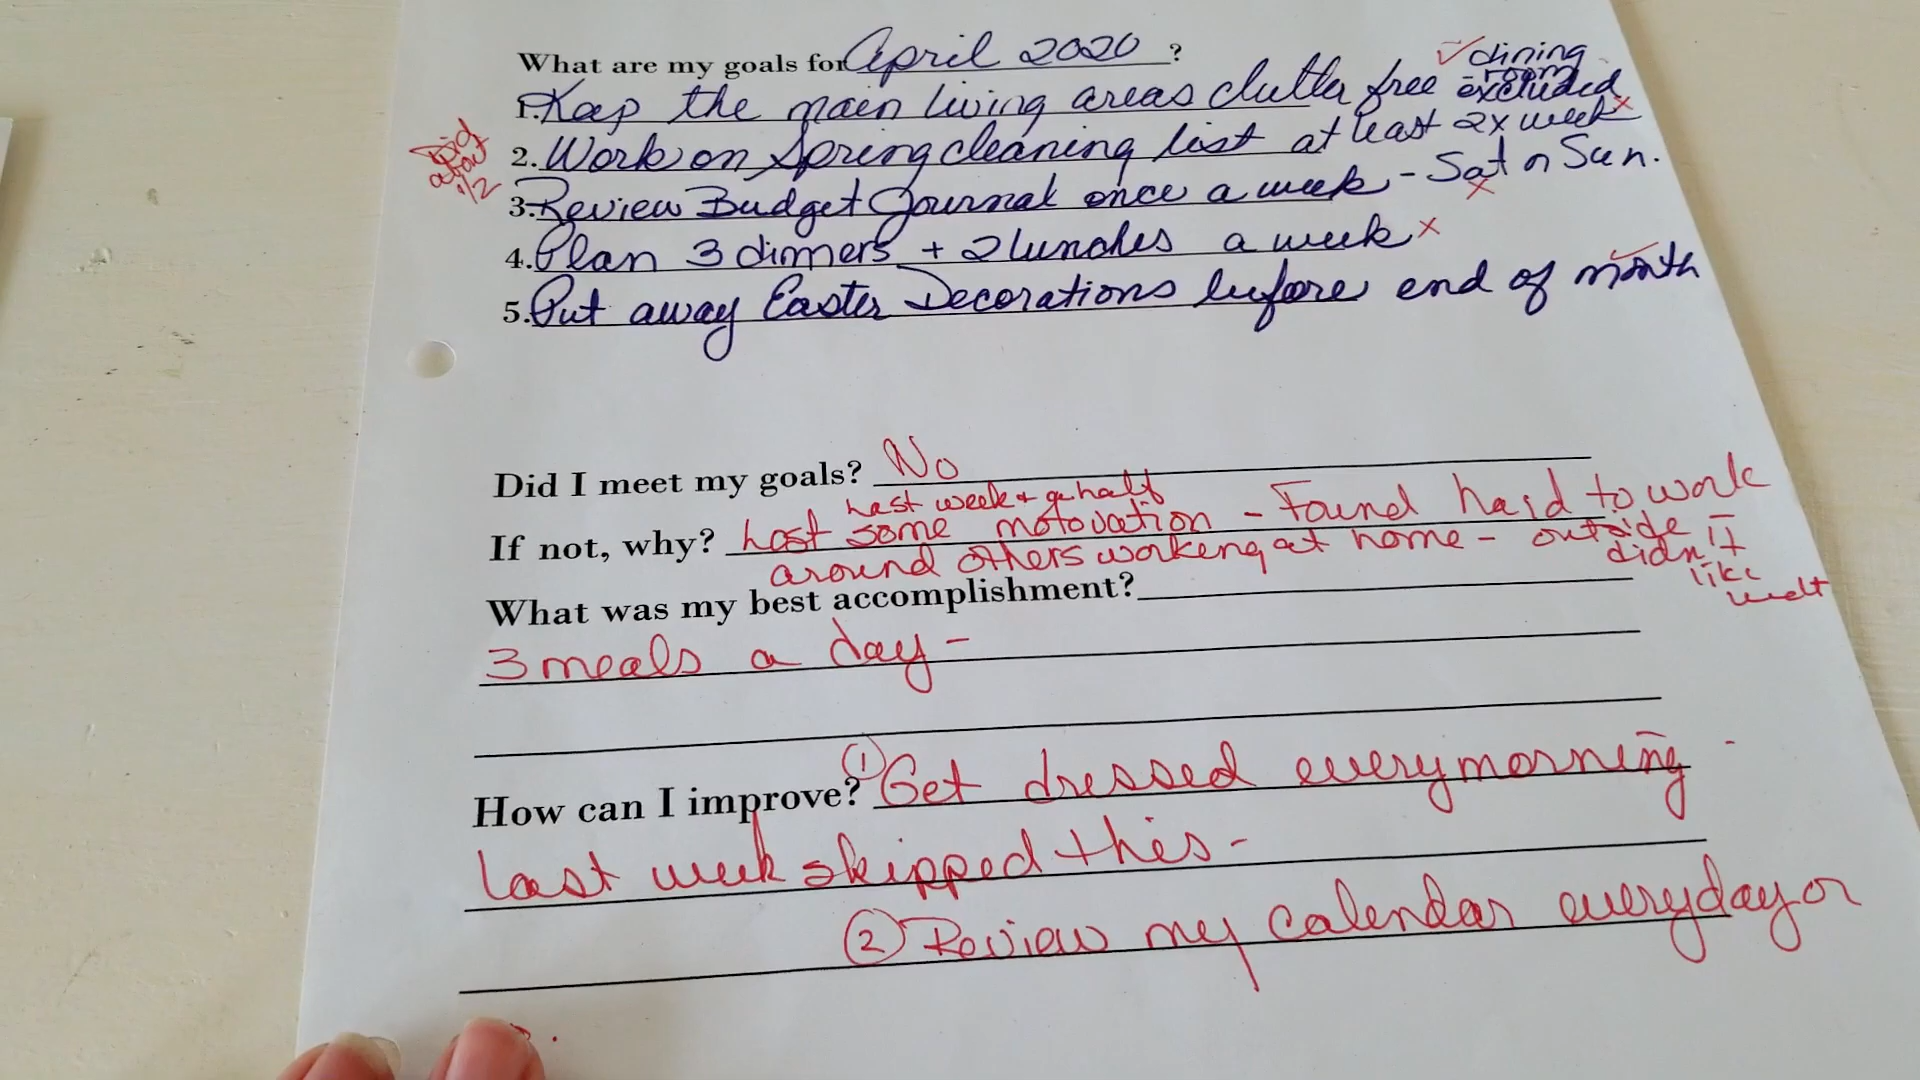 What are my goals for April 2020 ?
✓ dining room excluded
1. Keep the main living areas clutter free -
2. Work on Spring cleaning list at least 2x week x
Did about 1/2
3. Review Budget Journal once a week - Sat or Sun. x
4. Plan 3 dinners + 2 lunches a week x
5. Put away Easter Decorations before end of month ✓
Did I meet my goals? No
Last week + a half
If not, why? Lost some motovation - Found haid to work
around others working at home - outside it
didn't
like
What was my best accomplishment?
3 meals a day -
How can I improve? ① Get dressed every morning -
last week skipped this -
② Review my calendar everyday or